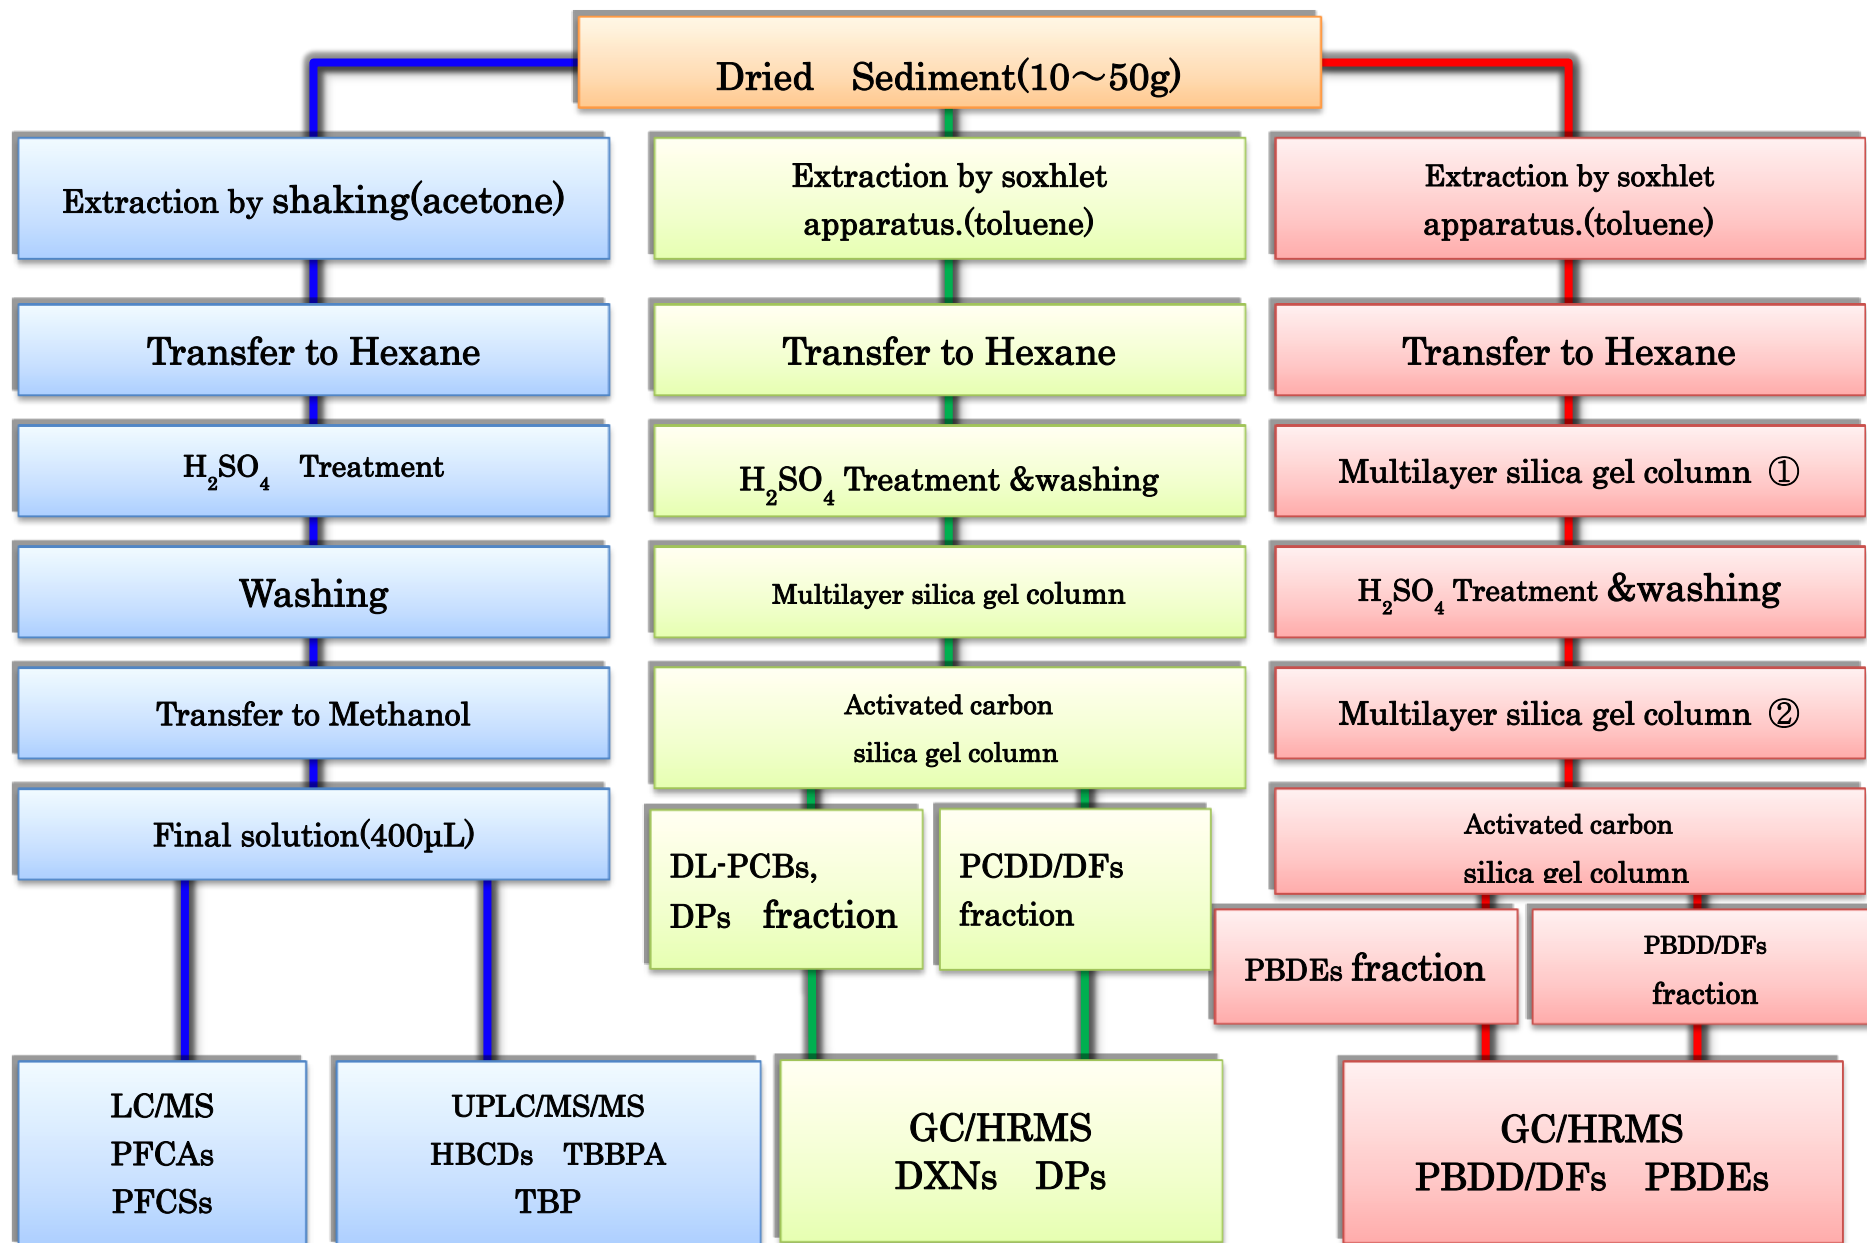 Dried Sediment(10～50g)
Extraction by shaking(acetone)
Transfer to Hexane
H₂SO₄ Treatment
Washing
Transfer to Methanol
Final solution(400μL)
LC/MS
PFCAs
PFCSs
UPLC/MS/MS
HBCDs TBBPA
TBP
Extraction by soxhlet
apparatus.(toluene)
Transfer to Hexane
H₂SO₄ Treatment &washing
Multilayer silica gel column
Activated carbon
silica gel column
DL-PCBs,
DPs fraction
PCDD/DFs
fraction
GC/HRMS
DXNs DPs
Extraction by soxhlet
apparatus.(toluene)
Transfer to Hexane
Multilayer silica gel column ①
H₂SO₄ Treatment &washing
Multilayer silica gel column ②
Activated carbon
silica gel column
PBDEs fraction
PBDD/DFs
fraction
GC/HRMS
PBDD/DFs PBDEs